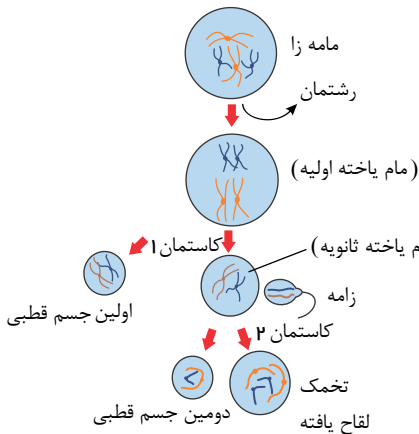 مامه زا
رشتمان
(مام یاخته اولیه)
کاستمان ۱
م یاخته ثانویه)
اولین جسم قطبی
زامه
کاستمان ۲
تخمک
لقاح یافته
دومین جسم قطبی